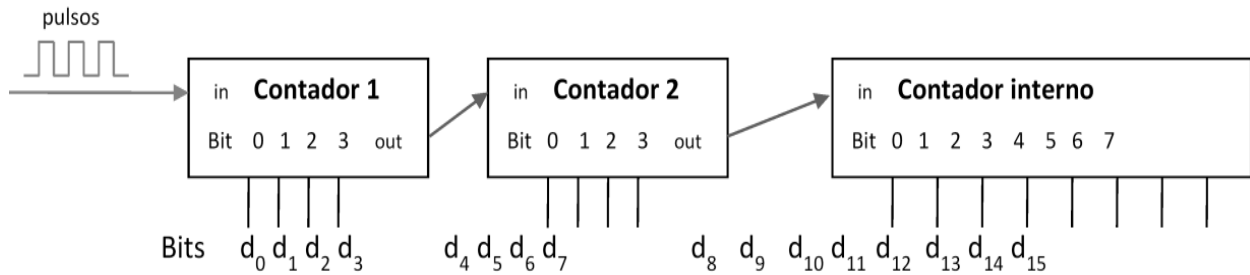 pulsos
in Contador 1 in Contador 2 in Contador interno
Bit 0 1 2 3 out Bit 0 1 2 3 out Bit 0 1 2 3 4 5 6 7
Bits d0 d1 d2 d3 d4 d5 d6 d7 d8 d9 d10 d11 d12 d13 d14 d15